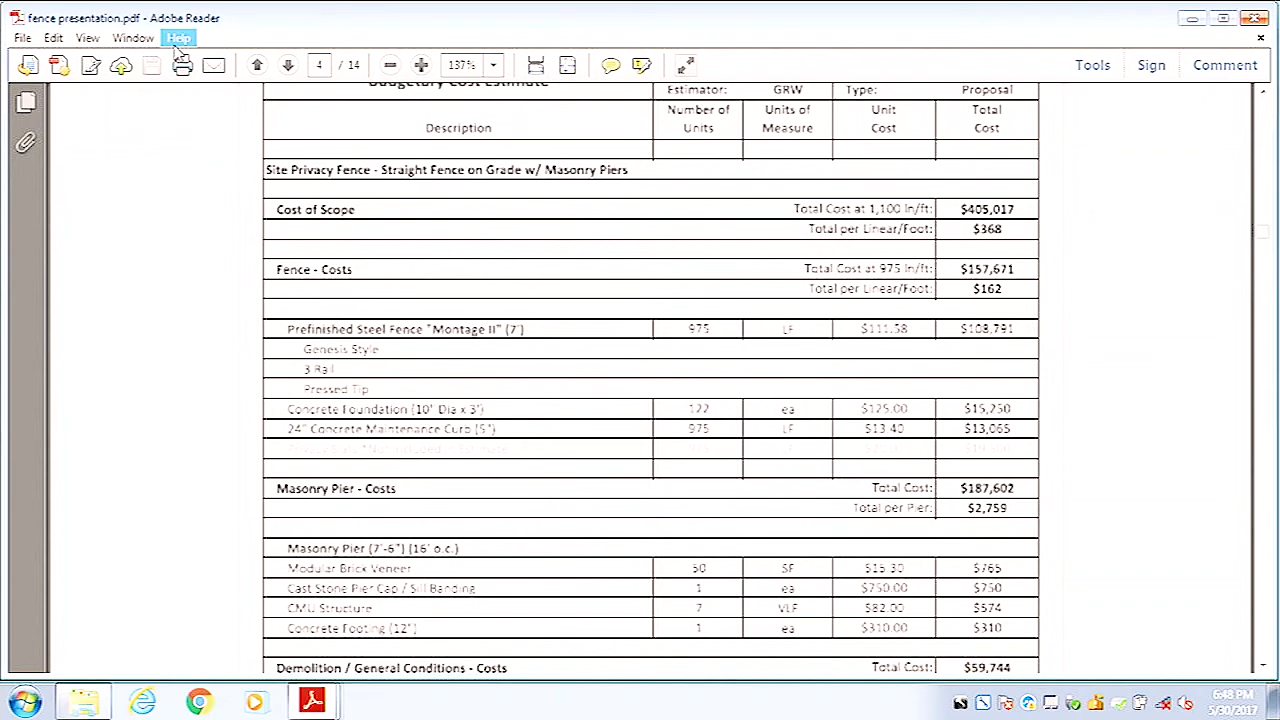 fence presentation.pdf - Adobe Reader
File Edit View Window Help
4 / 14 137% Tools Sign Comment
Budgetary Cost Estimate Estimator: GRW Type: Proposal
Description Number of Units Units of Measure Unit Cost Total Cost
Site Privacy Fence - Straight Fence on Grade w/ Masonry Piers
Cost of Scope Total Cost at 1,100 ln/ft: $405,017
Total per Linear/Foot: $368
Fence - Costs Total Cost at 975 ln/ft: $157,671
Total per Linear/Foot: $162
Prefinished Steel Fence "Montage II" (7') 975 LF $111.58 $108,791
Genesis Style
3 Rail
Pressed Tip
Concrete Foundation (10" Dia x 3') 122 ea $125.00 $15,250
24" Concrete Maintenance Curb (5") 975 LF $13.40 $13,065
Masonry Pier - Costs Total Cost: $187,602
Total per Pier: $2,759
Masonry Pier (7'-6") (16' o.c.)
Modular Brick Veneer 50 SF $15.30 $765
Cast Stone Pier Cap / Sill Banding 1 ea $750.00 $750
CMU Structure 7 VLF $82.00 $574
Concrete Footing (12") 1 ea $310.00 $310
Demolition / General Conditions - Costs Total Cost: $59,744
6:48 PM
5/30/2017